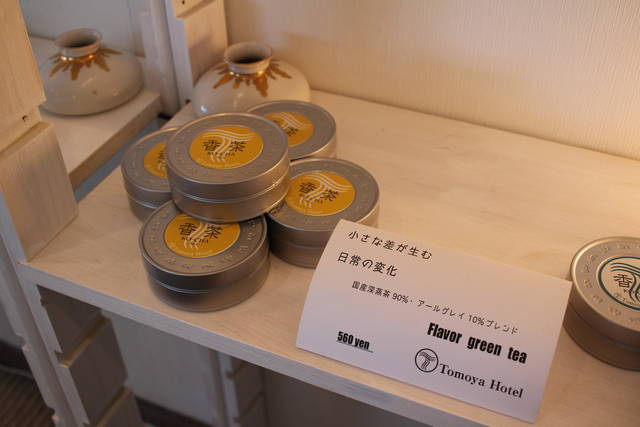 香茶
香茶
香茶
香茶
小さな差が生む
日常の変化
国産深蒸茶 90%・アールグレイ 10%ブレンド
Flavor green tea
560 yen
Tomoya Hotel
香